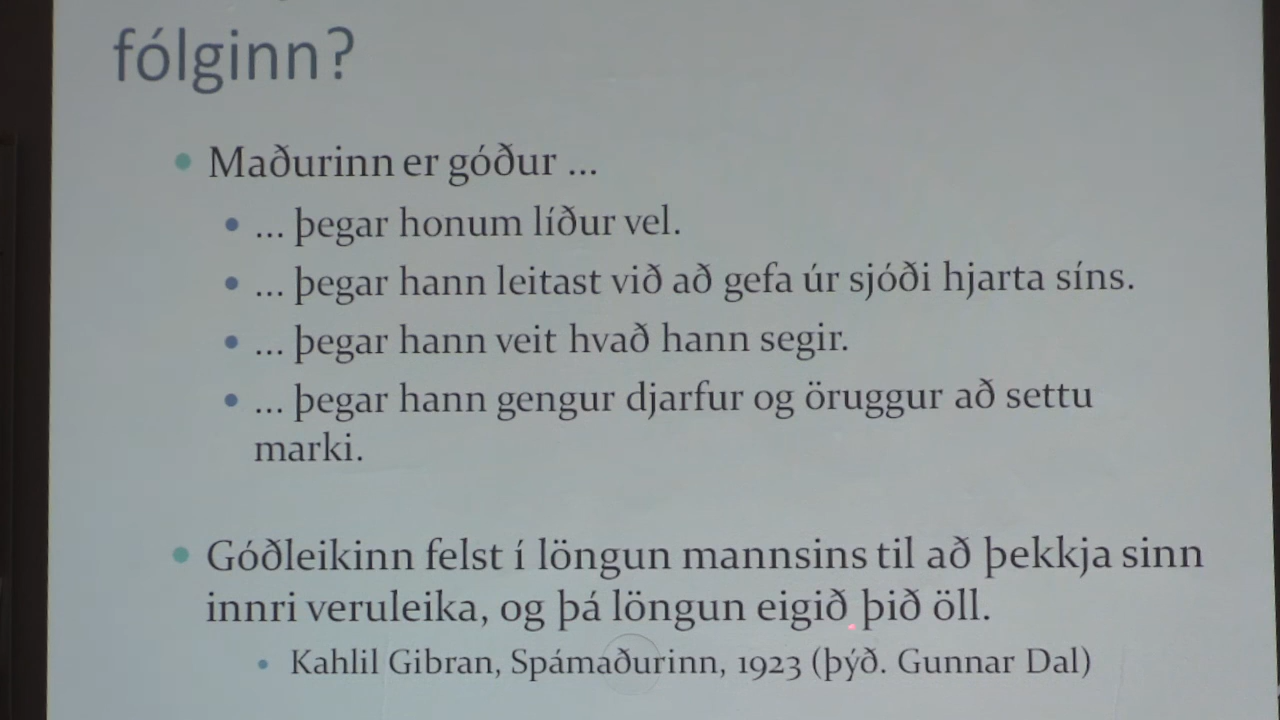 fólginn?
Maðurinn er góður ...
... þegar honum líður vel.
... þegar hann leitast við að gefa úr sjóði hjarta síns.
... þegar hann veit hvað hann segir.
... þegar hann gengur djarfur og öruggur að settu
marki.
Góðleikinn felst í löngun mannsins til að þekkja sinn
innri veruleika, og þá löngun eigið þið öll.
Kahlil Gibran, Spámaðurinn, 1923 (þýð. Gunnar Dal)